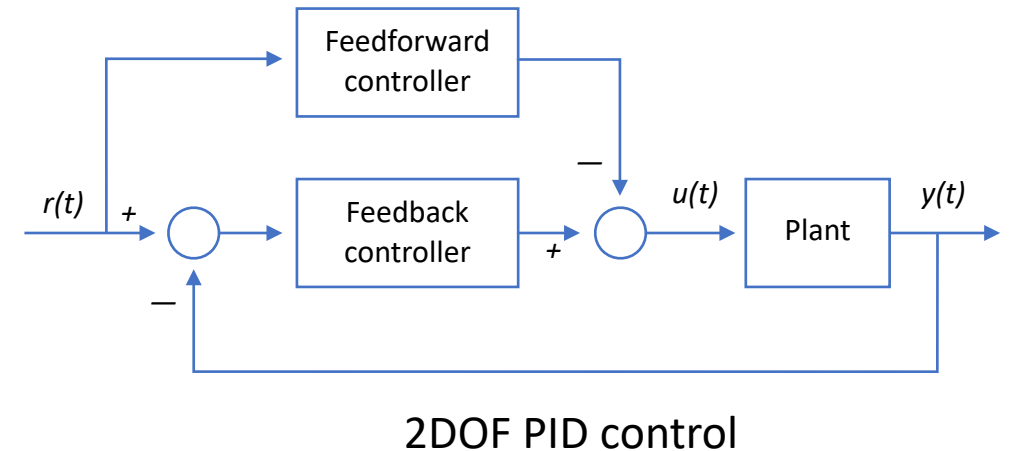 Feedforward
controller
—
r(t)
+
Feedback
controller
+
u(t)
Plant
y(t)
—
2DOF PID control